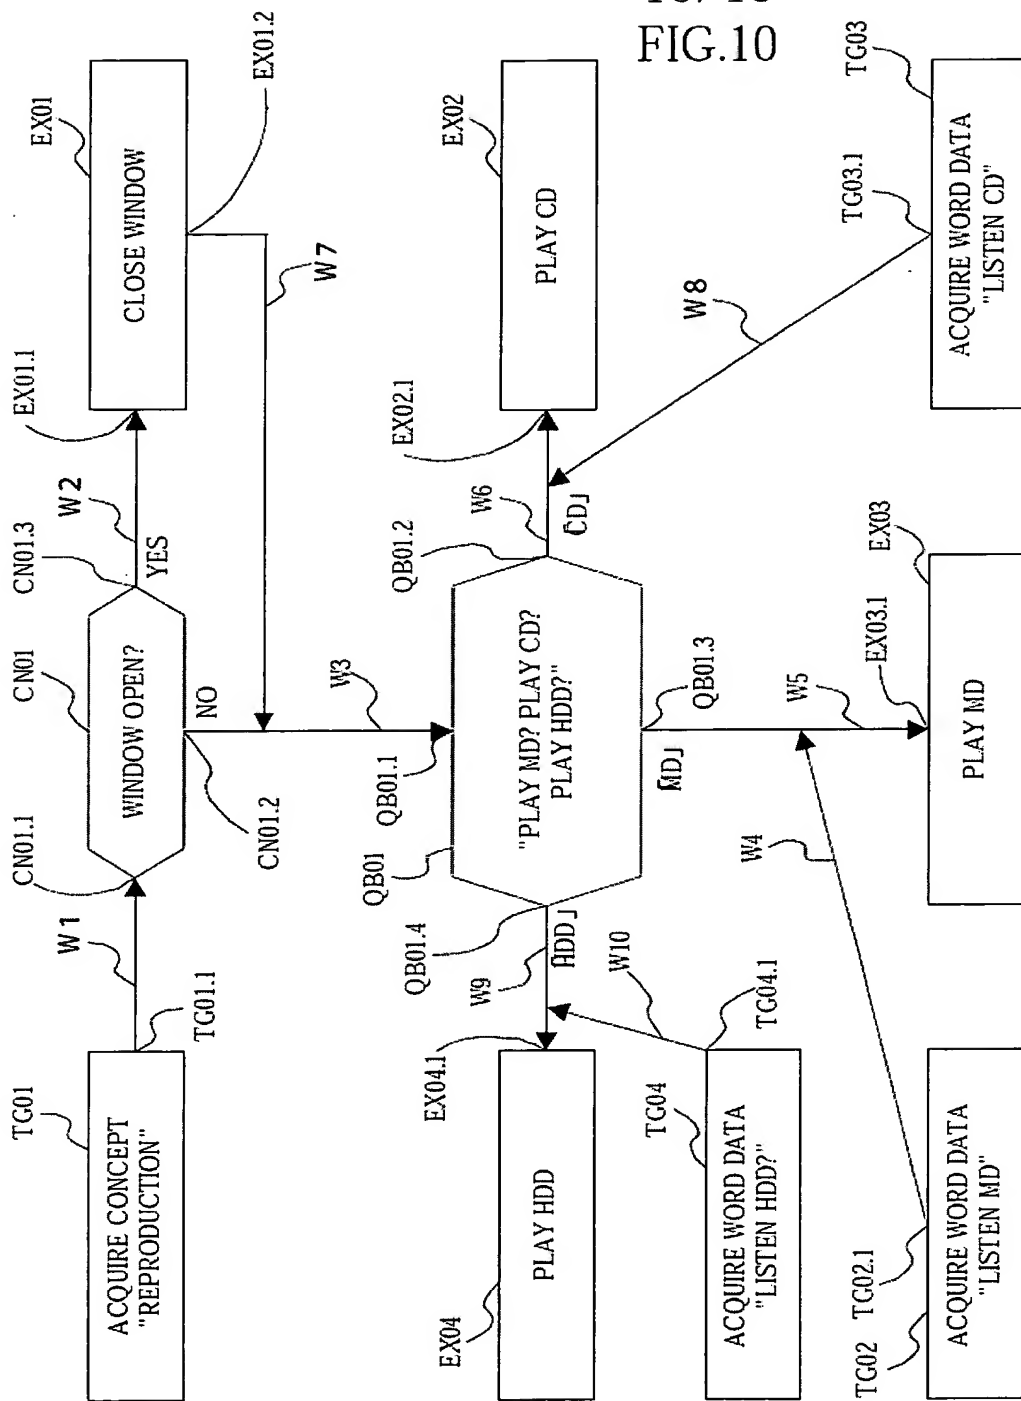 FIG.10
TG01
ACQUIRE CONCEPT
"REPRODUCTION"
TG01.1
W1
CN01.1
CN01
WINDOW OPEN?
CN01.3
YES
NO
CN01.2
W2
EX01.1
EX01
CLOSE WINDOW
EX01.2
W7
W3
QB01.1
QB01
"PLAY MD? PLAY CD?
PLAY HDD?"
QB01.2
W6
「CD」
EX02.1
EX02
PLAY CD
QB01.4
W9
「HDD」
EX04.1
EX04
PLAY HDD
W10
TG04.1
TG04
ACQUIRE WORD DATA
"LISTEN HDD?"
QB01.3
「MD」
W5
EX03.1
EX03
PLAY MD
W4
TG02.1
TG02
ACQUIRE WORD DATA
"LISTEN MD"
W8
TG03.1
TG03
ACQUIRE WORD DATA
"LISTEN CD"